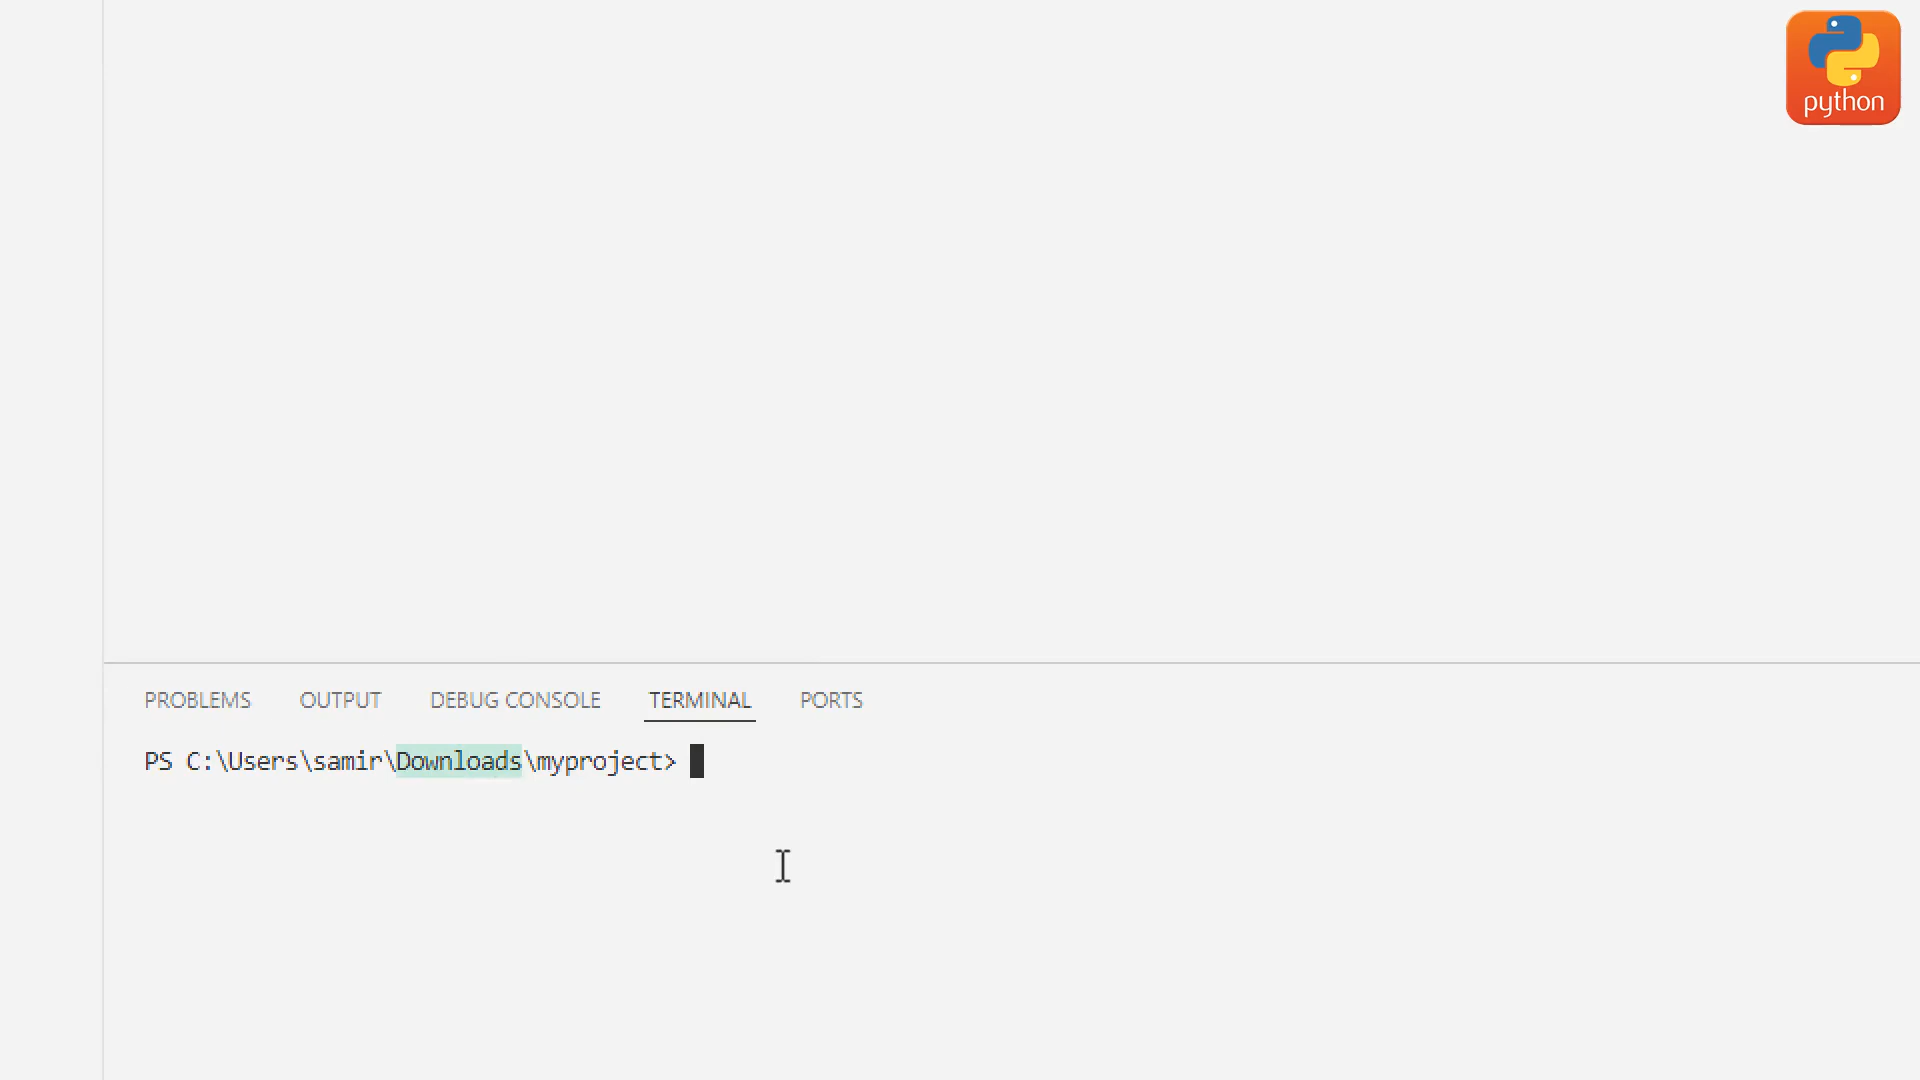 python
PROBLEMS OUTPUT DEBUG CONSOLE TERMINAL PORTS
PS C:\Users\samir\Downloads\myproject>